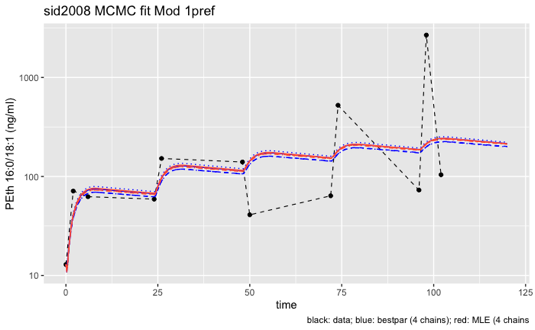 sid2008 MCMC fit Mod 1pref
PEth 16:0/18:1 (ng/ml)
1000
100
10
0
25
50
75
100
125
time
black: data; blue: bestpar (4 chains); red: MLE (4 chains